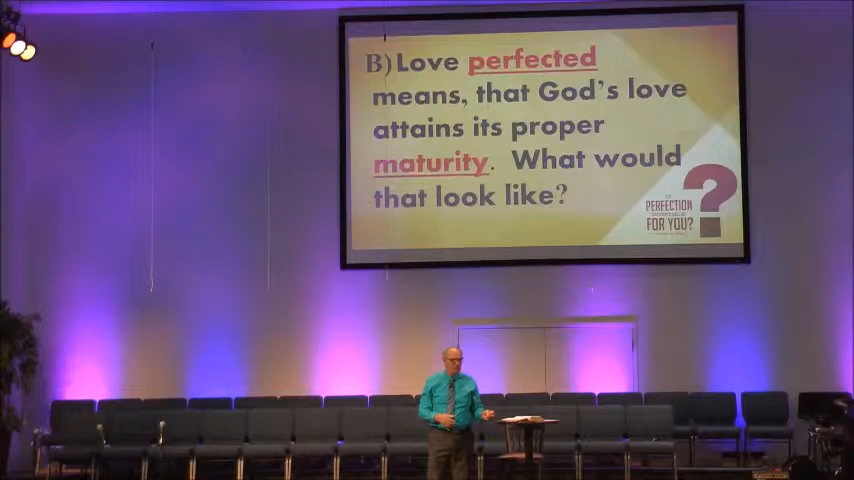 B) Love perfected
means, that God's love
attains its proper
maturity. What would
that look like?
PERFECTION
FOR YOU?